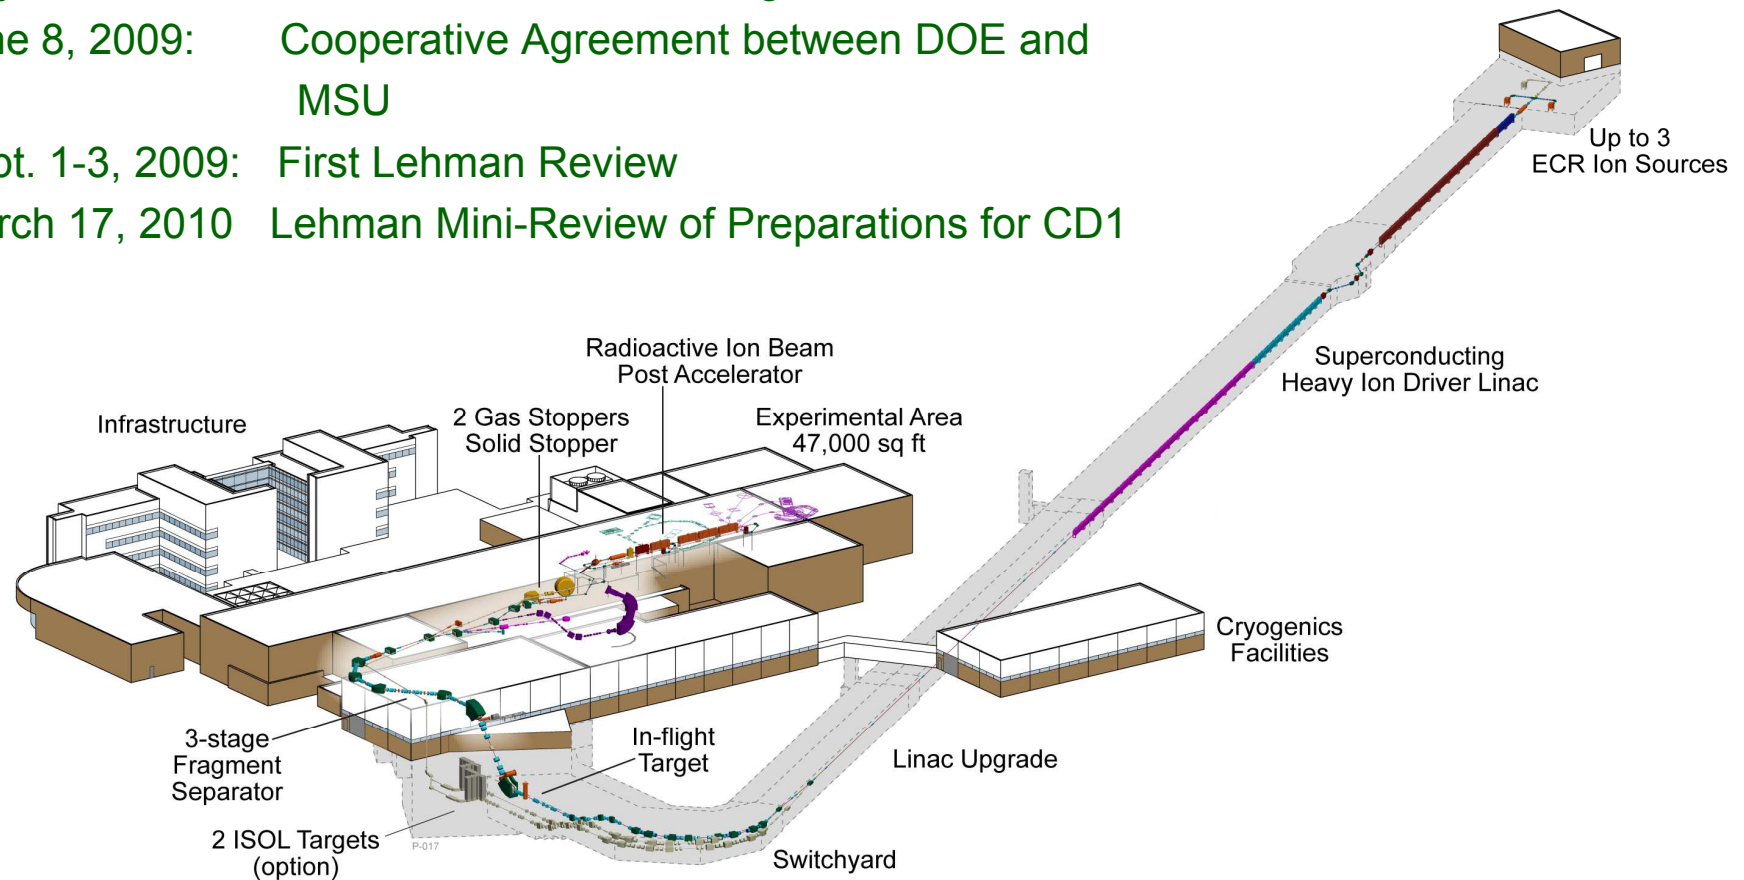 8, 2009: Cooperative Agreement between DOE and
MSU
1-3, 2009: First Lehman Review
17, 2010 Lehman Mini-Review of Preparations for CD1
Up to 3
ECR Ion Sources
Radioactive Ion Beam
Post Accelerator
Superconducting
Heavy Ion Driver Linac
Infrastructure
2 Gas Stoppers
Solid Stopper
Experimental Area
47,000 sq ft
Cryogenics
Facilities
3-stage
Fragment
Separator
In-flight
Target
Linac Upgrade
2 ISOL Targets
(option)
P-017
Switchyard